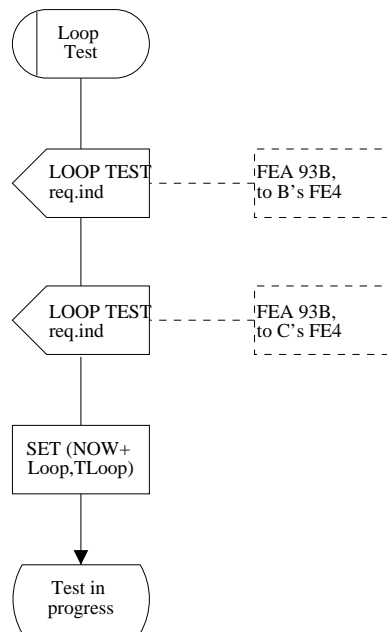 Loop
Test
LOOP TEST
req.ind
FEA 93B,
to B's FE4
LOOP TEST
req.ind
FEA 93B,
to C's FE4
SET (NOW+
Loop,TLoop)
Test in
progress